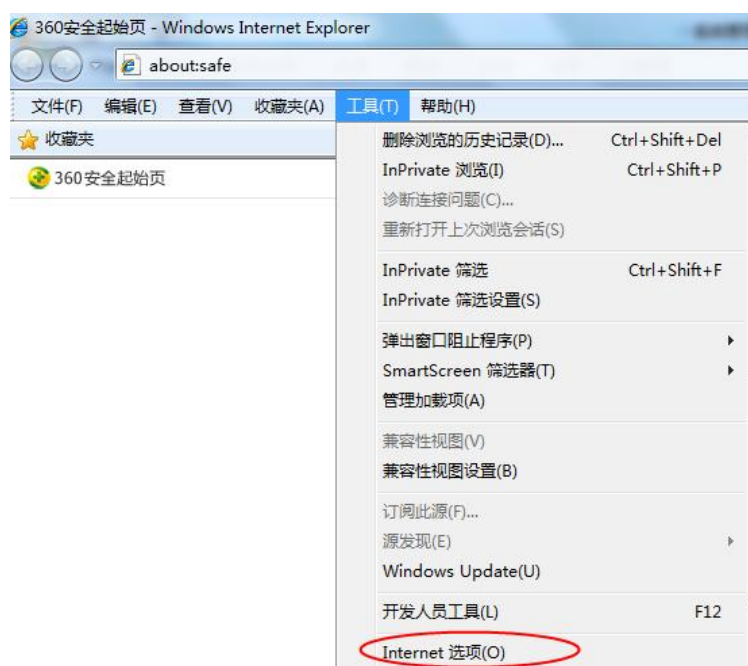 360安全起始页 - Windows Internet Explorer
about:safe
文件(F) 编辑(E) 查看(V) 收藏夹(A) 工具(T) 帮助(H)
收藏夹
360安全起始页
删除浏览的历史记录(D)... Ctrl+Shift+Del
InPrivate 浏览(I) Ctrl+Shift+P
诊断连接问题(C)...
重新打开上次浏览会话(S)
InPrivate 筛选 Ctrl+Shift+F
InPrivate 筛选设置(S)
弹出窗口阻止程序(P)
SmartScreen 筛选器(T)
管理加载项(A)
兼容性视图(V)
兼容性视图设置(B)
订阅此源(F)...
源发现(E)
Windows Update(U)
开发人员工具(L) F12
Internet 选项(O)